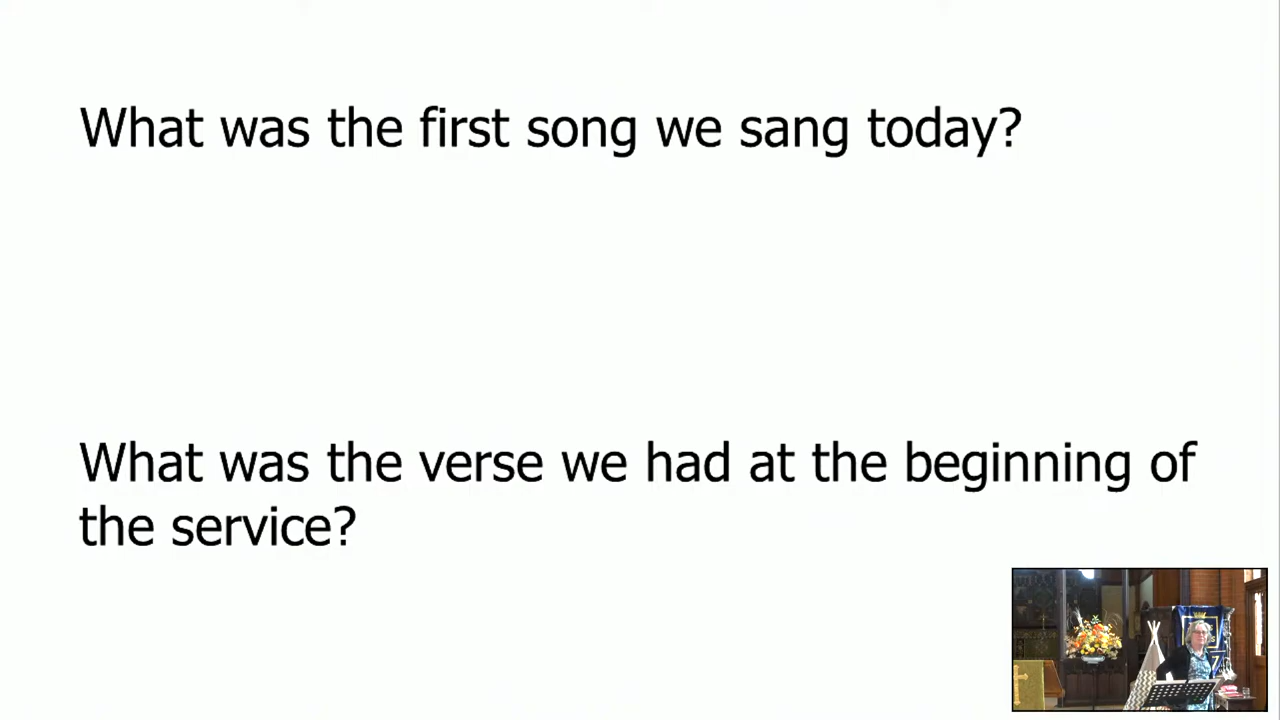 What was the first song we sang today?
What was the verse we had at the beginning of
the service?